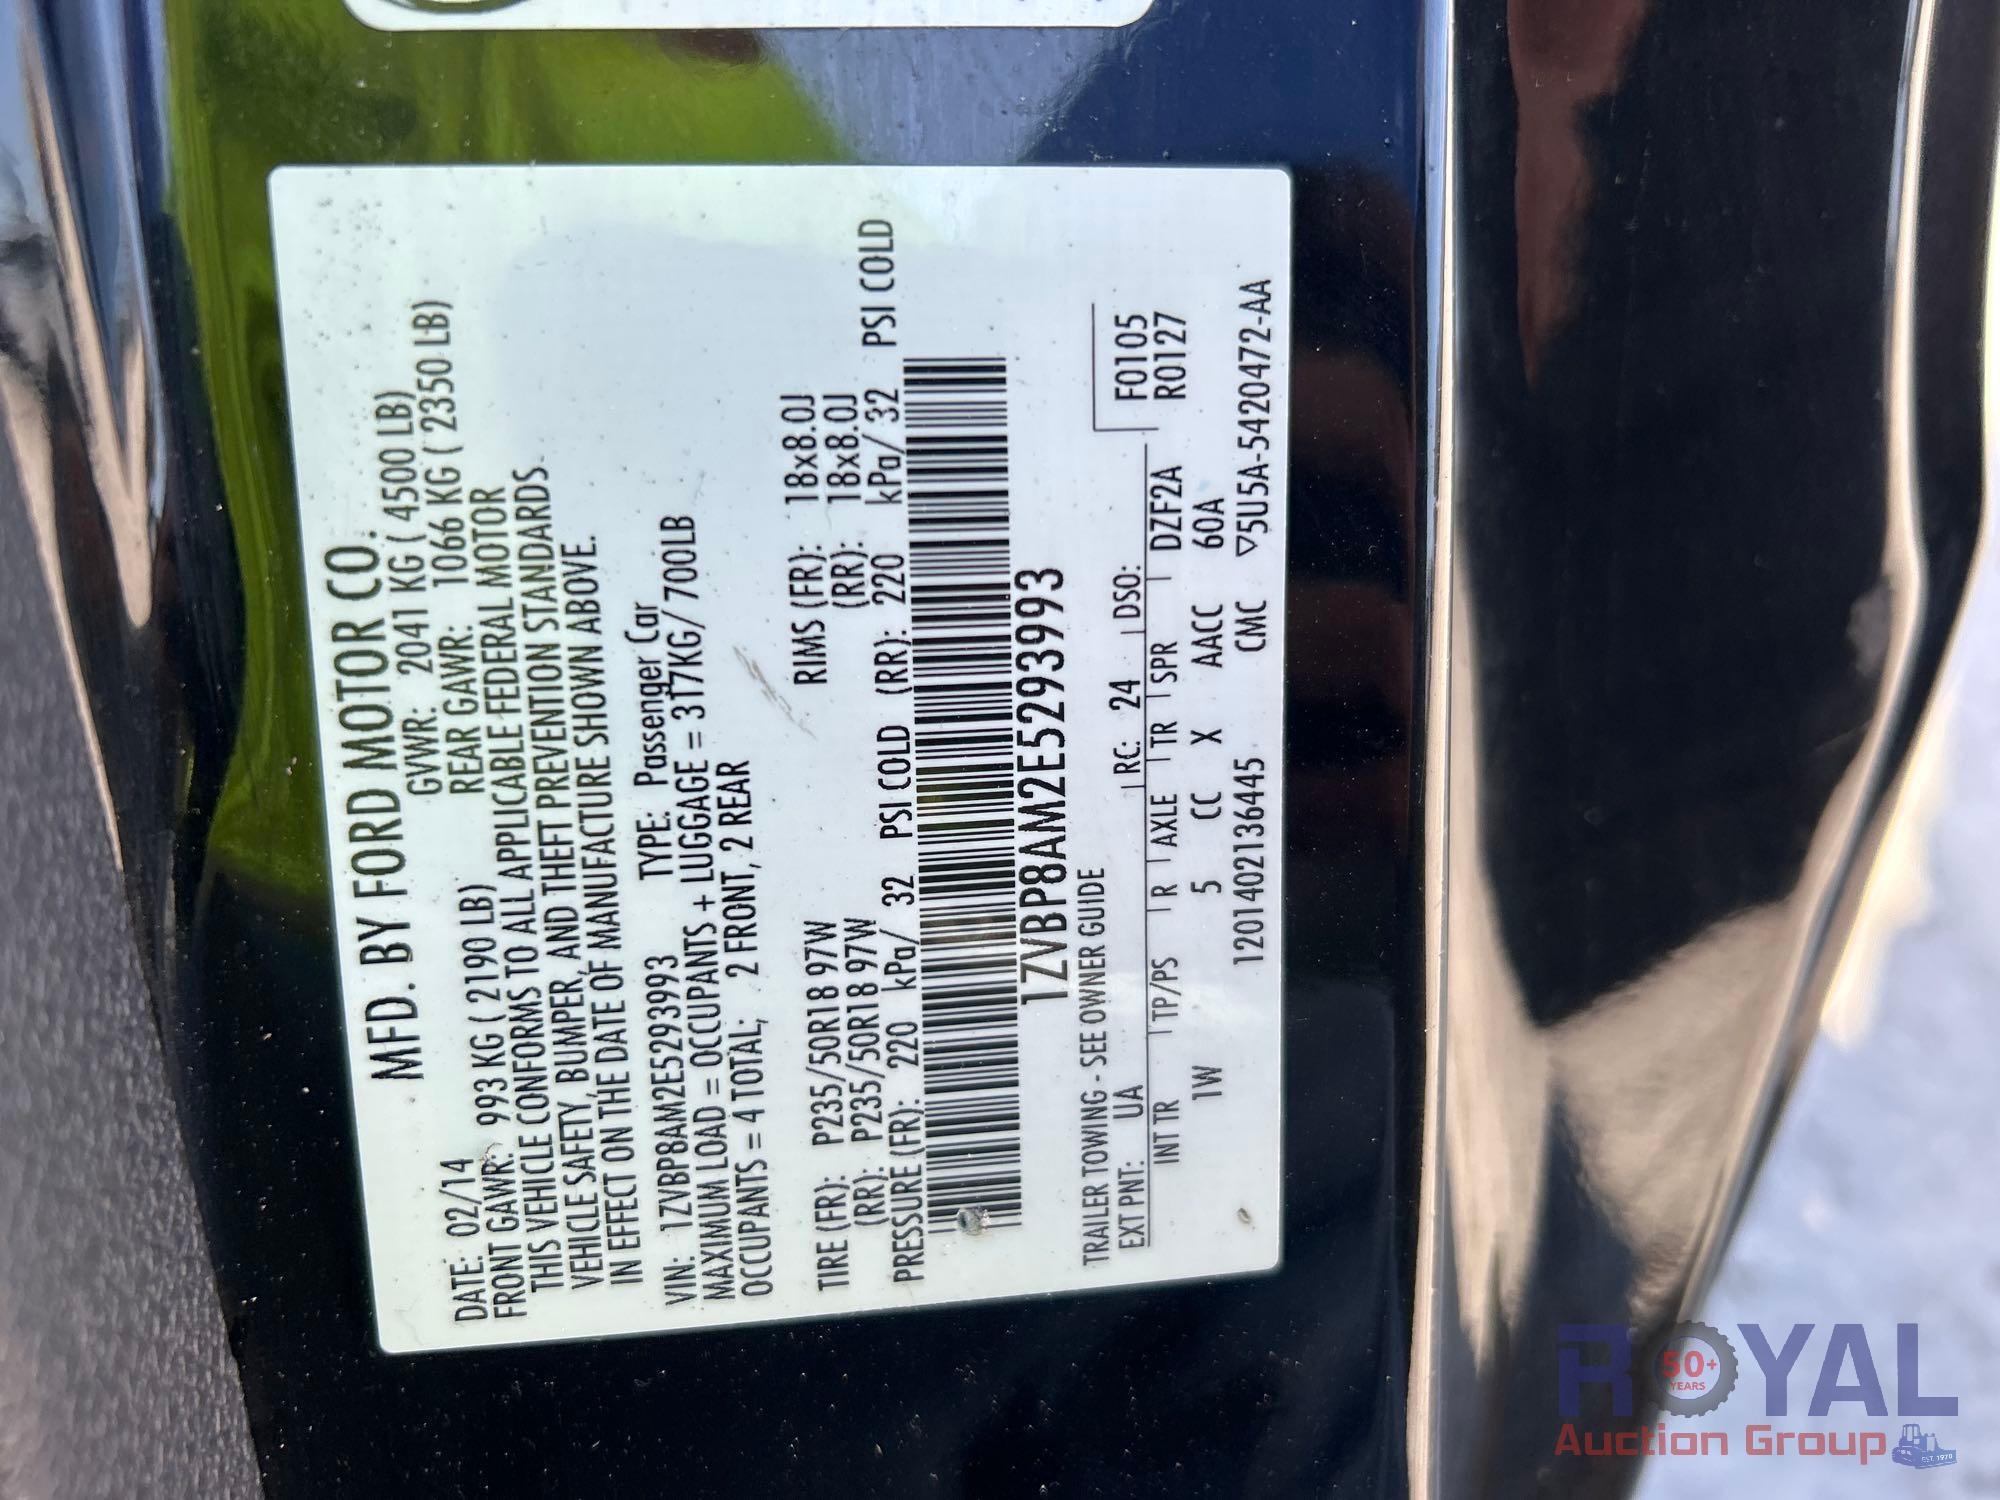 MFD. BY FORD MOTOR CO.
DATE: 02/14 GVWR: 2041 KG ( 4500 LB)
FRONT GAWR: 993 KG ( 2190 LB) REAR GAWR: 1066 KG ( 2350 LB)
THIS VEHICLE CONFORMS TO ALL APPLICABLE FEDERAL MOTOR
VEHICLE SAFETY, BUMPER, AND THEFT PREVENTION STANDARDS
IN EFFECT ON THE DATE OF MANUFACTURE SHOWN ABOVE.
VIN: 1ZVBP8AM2E5293993 TYPE: Passenger Car
MAXIMUM LOAD = OCCUPANTS + LUGGAGE = 317KG/700LB
OCCUPANTS = 4 TOTAL, 2 FRONT, 2 REAR
TIRE (FR): P235/50R18 97W RIMS (FR): 18x8.0J
(RR): P235/50R18 97W (RR): 18x8.0J
PRESSURE (FR): 220 kPa/ 32 PSI COLD (RR): 220 kPa/ 32 PSI COLD
1ZVBP8AM2E5293993
TRAILER TOWING - SEE OWNER GUIDE
EXT PNT: UA RC: 24 DSO: F0105
INT TR TP/PS R AXLE TR SPR DZF2A R0127
1W 5 CC X AACC 60A
1201402136445 CMC ▽5U5A-5420472-AA
ROYAL
50+
YEARS
Auction Group
EST. 1970